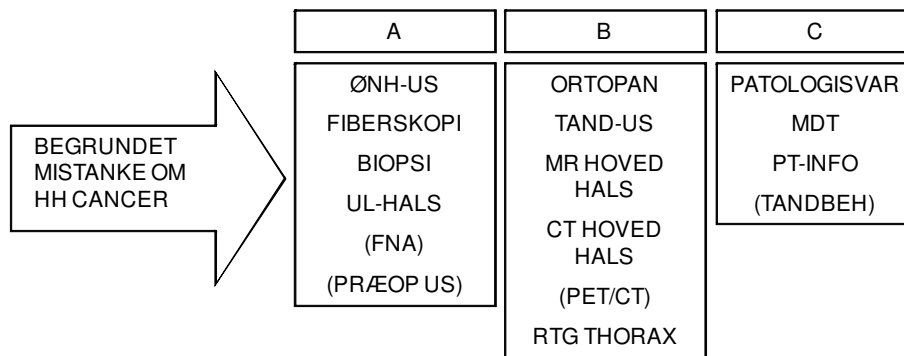 A
B
C
BEGRUNDET
MISTANKE OM
HH CANCER
ØNH-US
FIBERSKOPI
BIOPSI
UL-HALS
(FNA)
(PRÆOP US)
ORTOPAN
TAND-US
MR HOVED
HALS
CT HOVED
HALS
(PET/CT)
RTG THORAX
PATOLOGISVAR
MDT
PT-INFO
(TANDBEH)